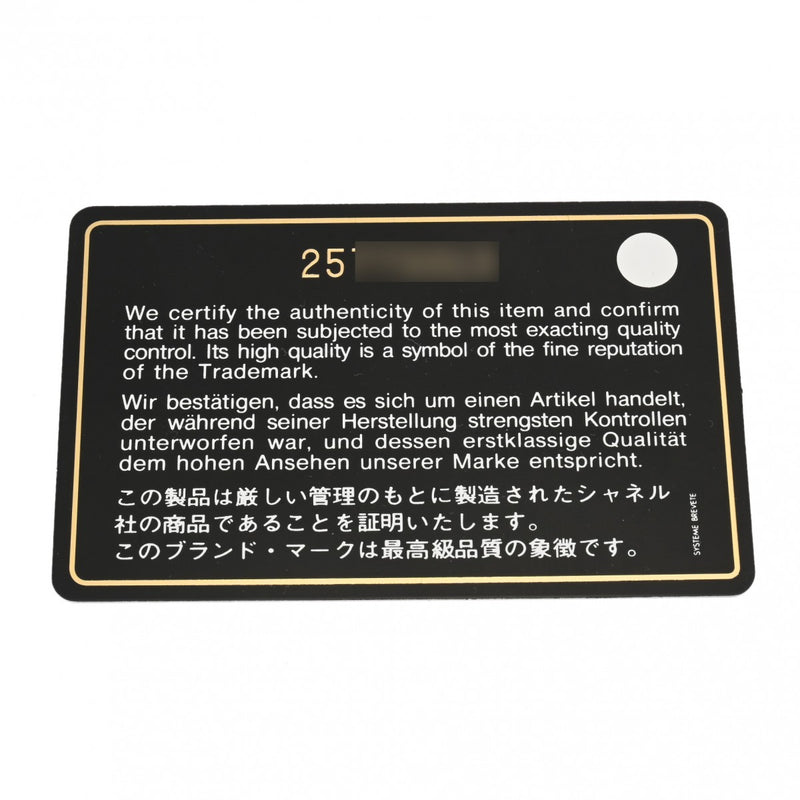 25
We certify the authenticity of this item and confirm
that it has been subjected to the most exacting quality
control. Its high quality is a symbol of the fine reputation
of the Trademark.
Wir bestätigen, dass es sich um einen Artikel handelt,
der während seiner Herstellung strengsten Kontrollen
unterworfen war, und dessen erstklassige Qualität
dem hohen Ansehen unserer Marke entspricht.
この製品は厳しい管理のもとに製造されたシャネル
社の商品であることを証明いたします。
このブランド・マークは最高級品質の象徴です。
SYSTEME BREVETE